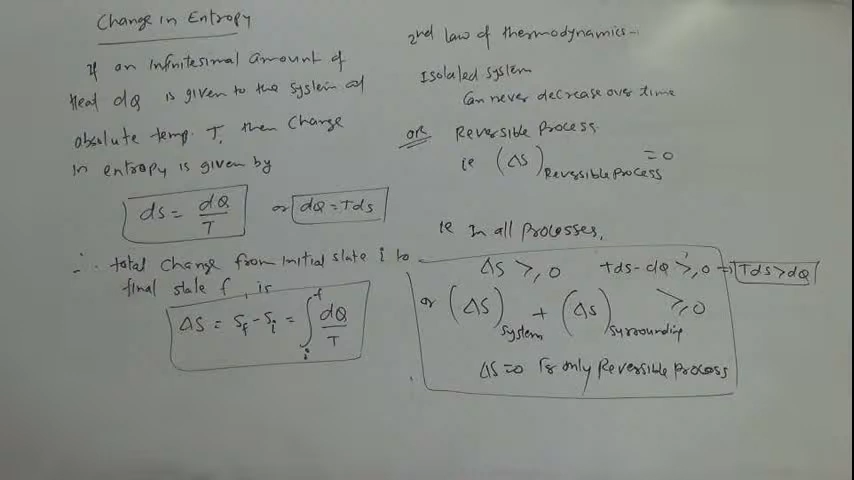 Change in Entropy
If an infinitesimal amount of
Heat dQ is given to the system at
absolute temp. T, then Change
in entropy is given by
ds = dQ/T or dQ = Tds
∴ total change from initial state i to
final state f, is
ΔS = Sf - Si = ∫_i^f dQ/T
2nd law of thermodynamics -
Isolated system
Can never decrease over time
OR Reversible Process.
ie (ΔS) Reversible Process = 0
ie In all processes,
ΔS ≥ 0 Tds - dQ ≥ 0 ⇒ Tds > dQ
or (ΔS) system + (ΔS) surrounding ≥ 0
ΔS = 0 is only Reversible Process